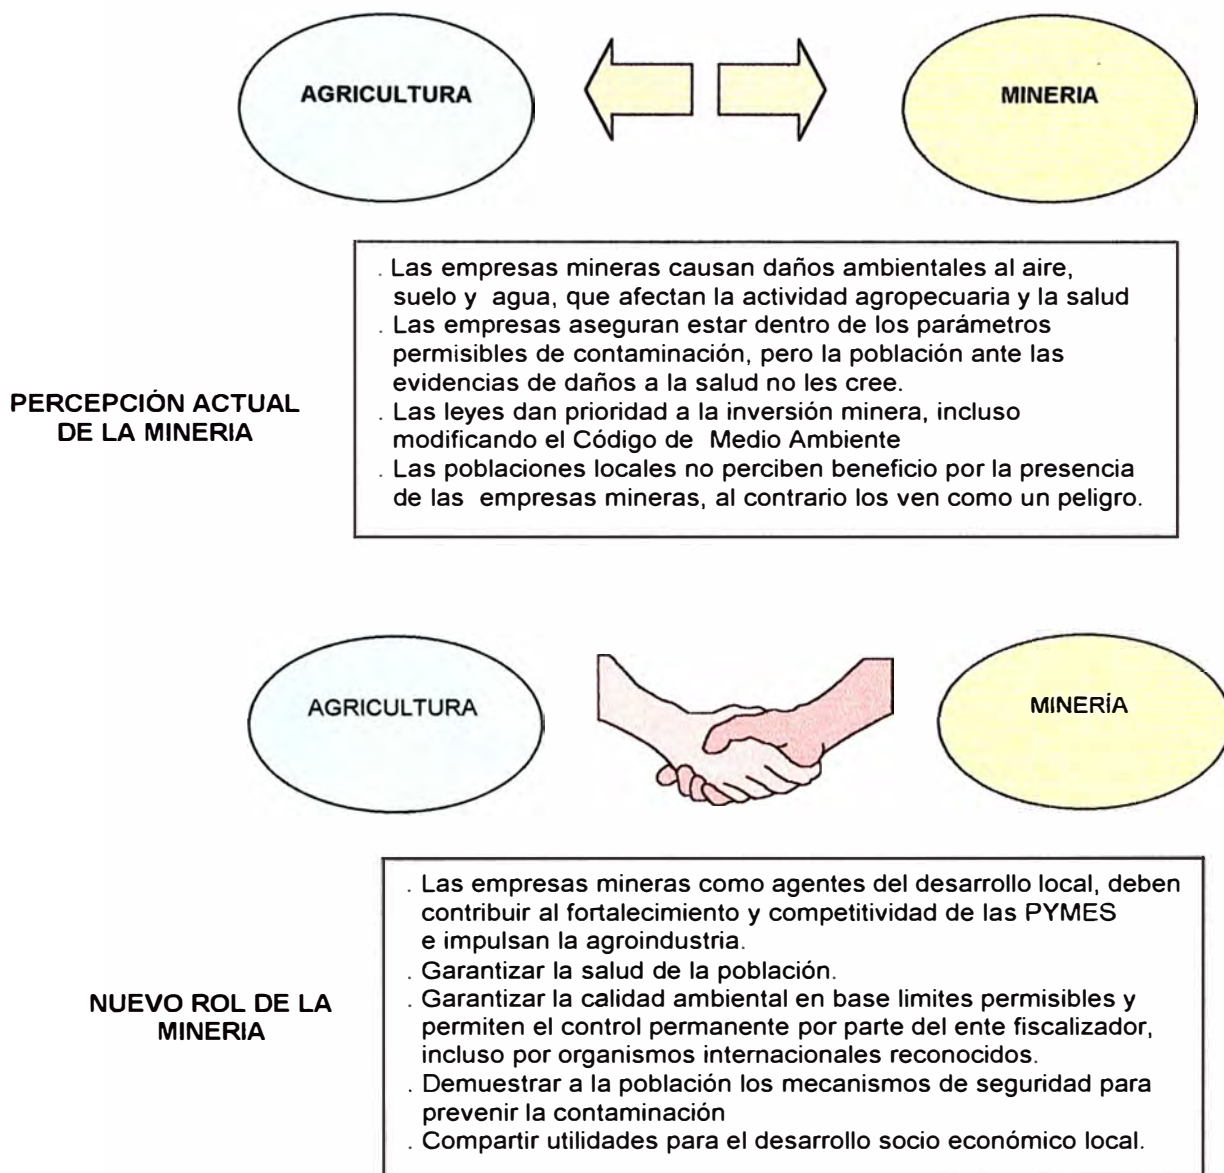 AGRICULTURA
MINERIA
. Las empresas mineras causan daños ambientales al aire,
suelo y agua, que afectan la actividad agropecuaria y la salud
. Las empresas aseguran estar dentro de los parámetros
permisibles de contaminación, pero la población ante las
evidencias de daños a la salud no les cree.
. Las leyes dan prioridad a la inversión minera, incluso
modificando el Código de Medio Ambiente
. Las poblaciones locales no perciben beneficio por la presencia
de las empresas mineras, al contrario los ven como un peligro.
PERCEPCIÓN ACTUAL
DE LA MINERIA
AGRICULTURA
MINERÍA
. Las empresas mineras como agentes del desarrollo local, deben
contribuir al fortalecimiento y competitividad de las PYMES
e impulsan la agroindustria.
. Garantizar la salud de la población.
. Garantizar la calidad ambiental en base limites permisibles y
permiten el control permanente por parte del ente fiscalizador,
incluso por organismos internacionales reconocidos.
. Demuestrar a la población los mecanismos de seguridad para
prevenir la contaminación
. Compartir utilidades para el desarrollo socio económico local.
NUEVO ROL DE LA
MINERIA